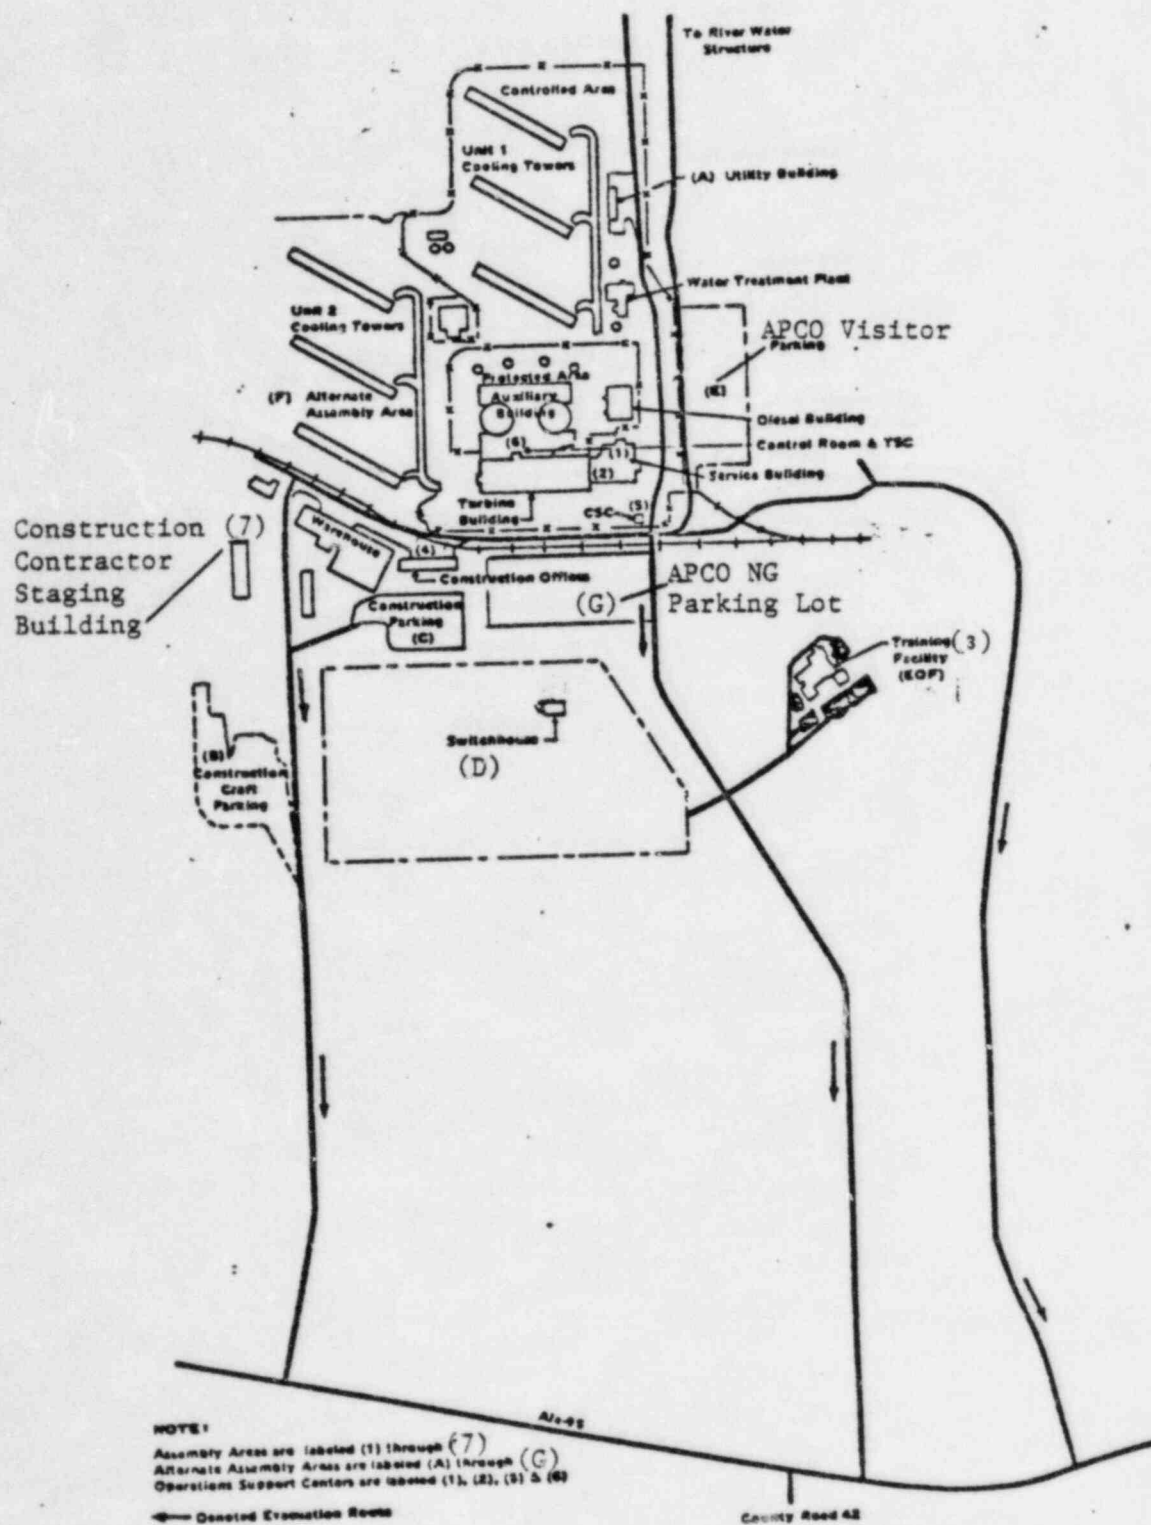 To River Water
Structure
Controlled Area
Unit 1
Cooling Towers
(A) Utility Building
Water Treatment Plant
Unit 2
Cooling Towers
APCO Visitor
Parking
(E)
Protected Area
Auxiliary
Building
(F) Alternate
Assembly Area
Diesel Building
Control Room & TSC
(6)
(1)
(2)
Service Building
Turbine
Building
CSC
(5)
Construction (7)
Contractor
Staging
Building
Warehouse
(4)
Construction Offices
APCO NG
(G) Parking Lot
Construction
Parking
(C)
Training (3)
Facility
(EOF)
Switchhouse
(D)
(B)
Construction
Craft
Parking
NOTE:
Assembly Areas are labeled (1) through (7)
Alternate Assembly Areas are labeled (A) through (G)
Operations Support Centers are labeled (1), (2), (5) & (6)
Denoted Evacuation Route
Ala-95
County Road 42